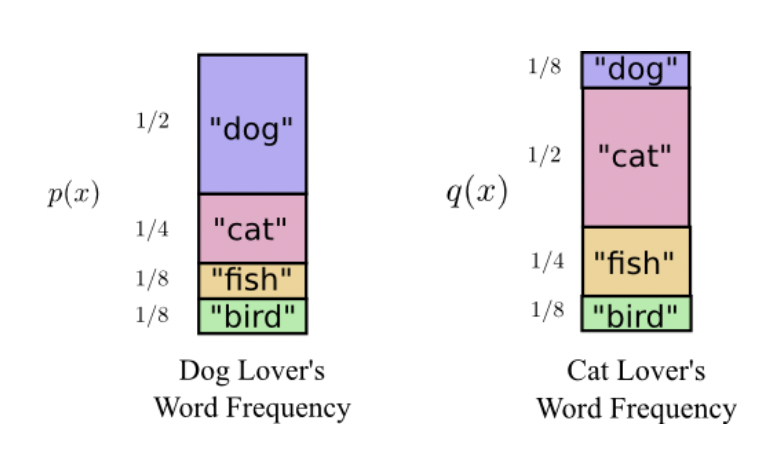 p(x)
1/2
"dog"
1/4
"cat"
1/8
"fish"
1/8
"bird"
Dog Lover's
Word Frequency
q(x)
1/8
"dog"
1/2
"cat"
1/4
"fish"
1/8
"bird"
Cat Lover's
Word Frequency